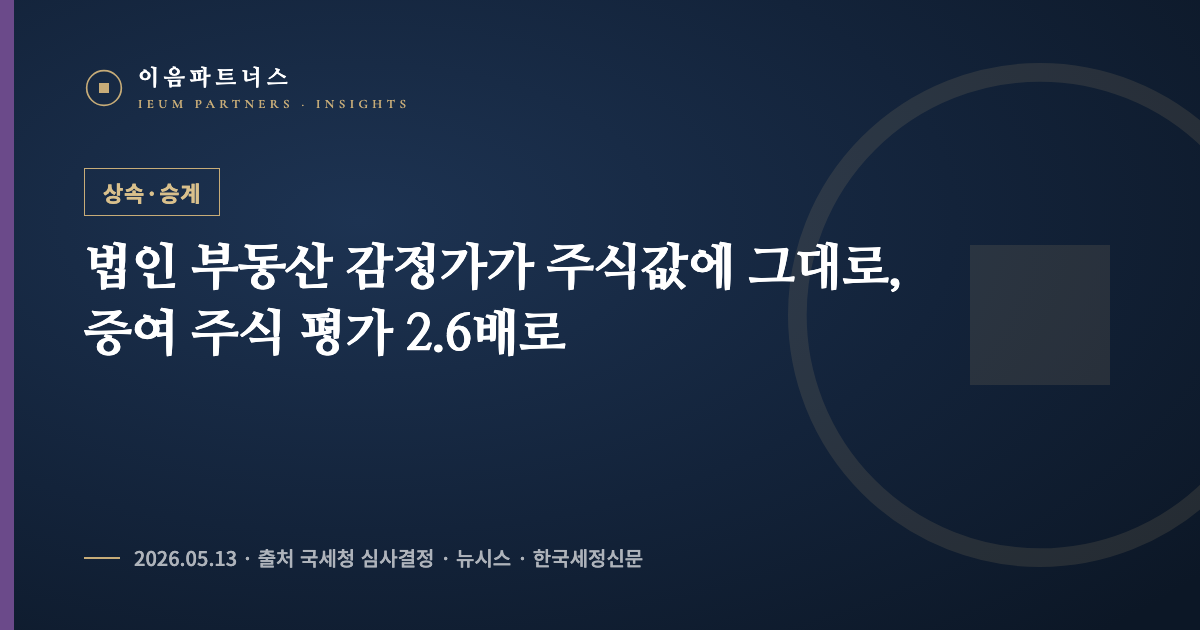 이음파트너스
IEUM PARTNERS · INSIGHTS
상속·승계
법인 부동산 감정가가 주식값에 그대로,
증여 주식 평가 2.6배로
2026.05.13 · 출처 국세청 심사결정 · 뉴시스 · 한국세정신문